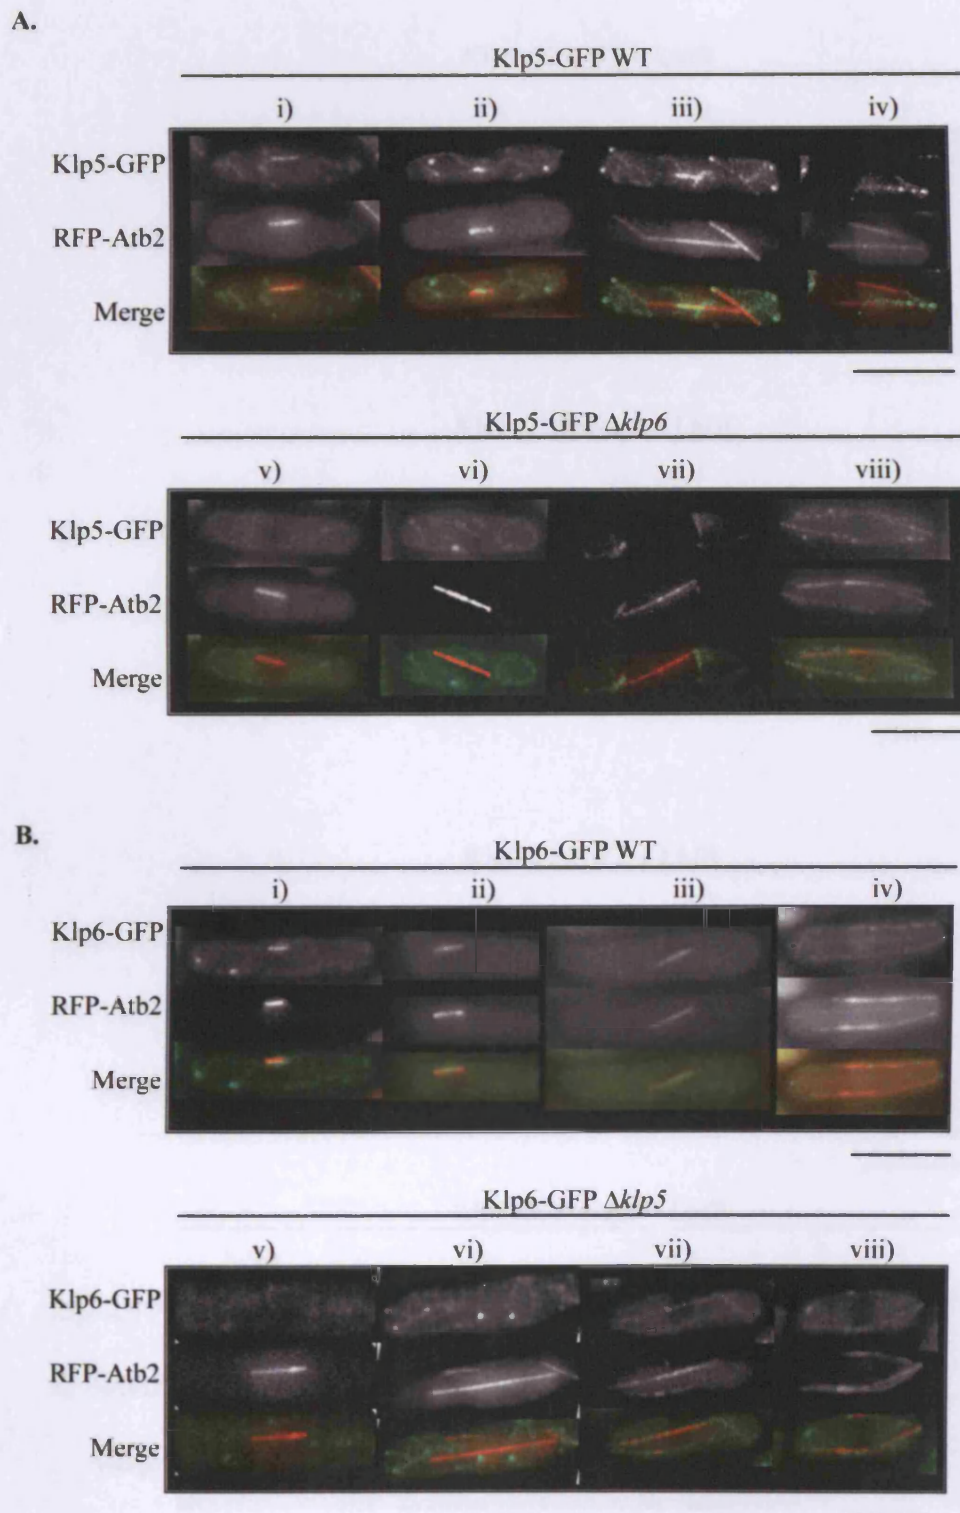 A.
Klp5-GFP WT
i) ii) iii) iv)
Klp5-GFP
RFP-Atb2
Merge
Klp5-GFP Δklp6
v) vi) vii) viii)
Klp5-GFP
RFP-Atb2
Merge
B.
Klp6-GFP WT
i) ii) iii) iv)
Klp6-GFP
RFP-Atb2
Merge
Klp6-GFP Δklp5
v) vi) vii) viii)
Klp6-GFP
RFP-Atb2
Merge